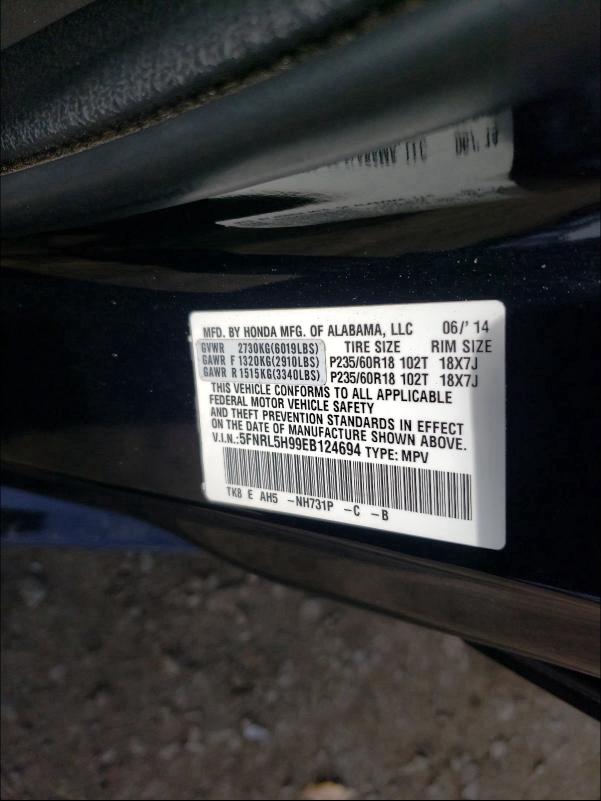 MFD. BY HONDA MFG. OF ALABAMA, LLC 06/'14
GVWR 2730KG(6019LBS) TIRE SIZE RIM SIZE
GAWR F 1320KG(2910LBS) P235/60R18 102T 18X7J
GAWR R 1515KG(3340LBS) P235/60R18 102T 18X7J
THIS VEHICLE CONFORMS TO ALL APPLICABLE
FEDERAL MOTOR VEHICLE SAFETY
AND THEFT PREVENTION STANDARDS IN EFFECT
ON THE DATE OF MANUFACTURE SHOWN ABOVE.
V.I.N.:5FNRL5H99EB124694 TYPE: MPV
TK8 E AH5 -NH731P -C -B